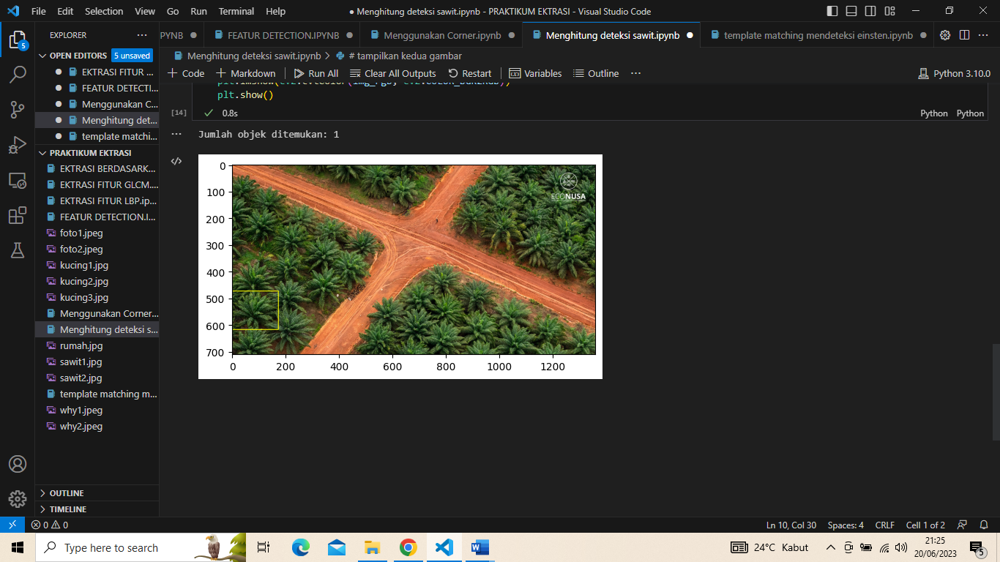 File Edit Selection View Go Run Terminal Help
● Menghitung deteksi sawit.ipynb - PRAKTIKUM EKTRASI - Visual Studio Code
EXPLORER ···
PYNB ●
FEATUR DETECTION.IPYNB ●
Menggunakan Corner.ipynb ●
Menghitung deteksi sawit.ipynb ●
template matching mendeteksi einsten.ipynb ●
5
OPEN EDITORS 5 unsaved
EKTRASI FITUR ...
FEATUR DETECTI...
Menggunakan C...
Menghitung det...
template matchi...
PRAKTIKUM EKTRASI
EKTRASI BERDASARK...
EKTRASI FITUR GLCM....
EKTRASI FITUR LBP.ip...
FEATUR DETECTION.I...
foto1.jpeg
foto2.jpeg
kucing1.jpg
kucing2.jpg
kucing3.jpg
Menggunakan Corner...
Menghitung deteksi s...
rumah.jpg
sawit1.jpg
sawit2.jpg
template matching m...
why1.jpeg
why2.jpeg
OUTLINE
TIMELINE
Menghitung deteksi sawit.ipynb > # tampilkan kedua gambar
+ Code + Markdown Run All Clear All Outputs Restart Variables Outline ···
Python 3.10.0
plt.imshow(cv2.cvtColor(img_rgb, cv2.COLOR_BGR2RGB))
plt.show()
[14] ✓ 0.8s
Python Python
Jumlah objek ditemukan: 1
ECONUSA
0
100
200
300
400
500
600
700
0 200 400 600 800 1000 1200
0 0
Ln 10, Col 30 Spaces: 4 CRLF Cell 1 of 2
Type here to search
24°C Kabut
21:25
20/06/2023
5